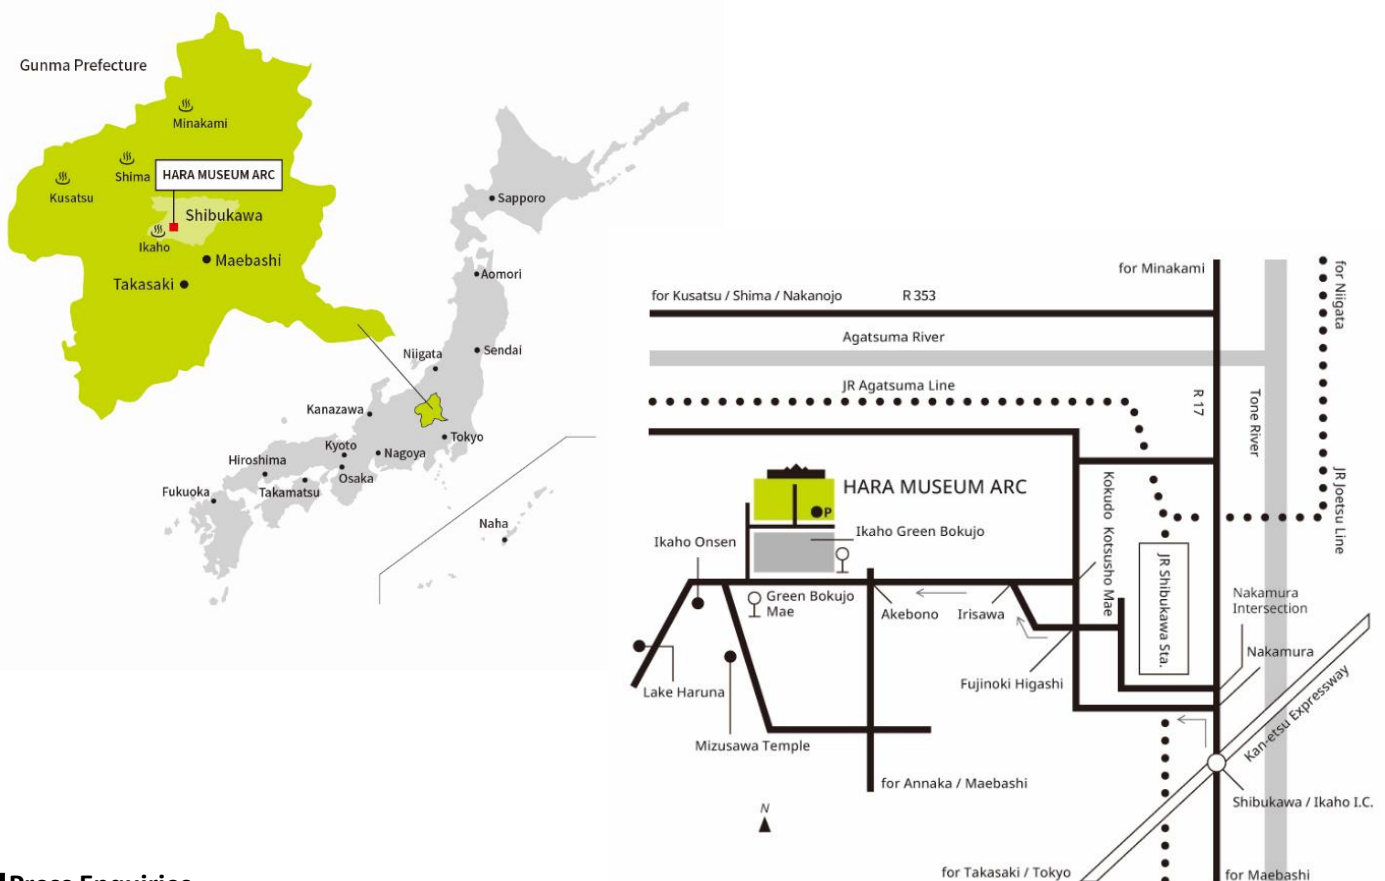 Gunma Prefecture
Minakami
Shima
HARA MUSEUM ARC
Kusatsu
Shibukawa
Ikaho
Maebashi
Takasaki
Sapporo
Aomori
Sendai
Niigata
Kanazawa
Tokyo
Kyoto
Nagoya
Hiroshima
Osaka
Fukuoka
Takamatsu
Naha
for Minakami
for Niigata
for Kusatsu / Shima / Nakanojo
R 353
Agatsuma River
JR Agatsuma Line
R 17
Tone River
JR Joetsu Line
HARA MUSEUM ARC
P
Kokudo Kotsusho Mae
Ikaho Green Bokujo
Ikaho Onsen
JR Shibukawa Sta.
Green Bokujo
Mae
Akebono
Irisawa
Nakamura
Intersection
Nakamura
Fujinoki Higashi
Lake Haruna
Kan-etsu Expressway
Mizusawa Temple
for Annaka / Maebashi
Shibukawa / Ikaho I.C.
N
for Takasaki / Tokyo
for Maebashi
Press Enquiries